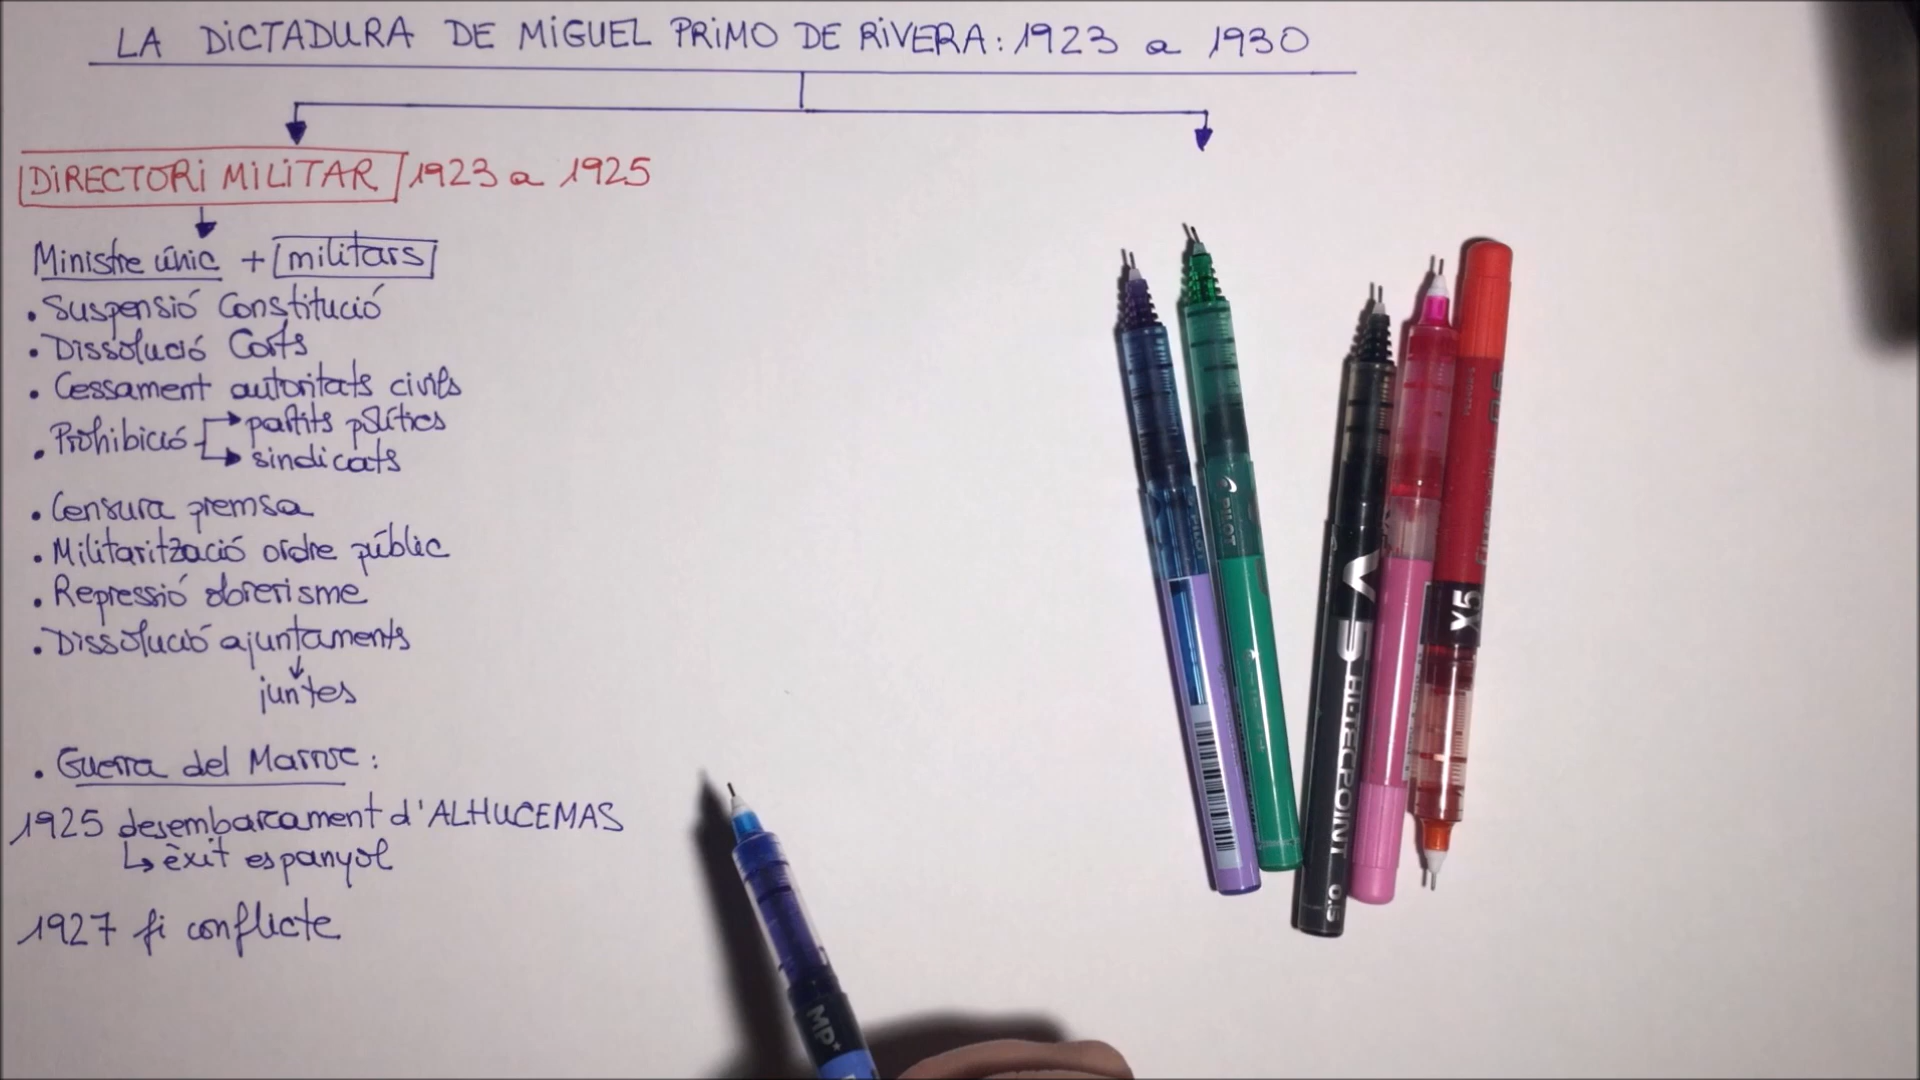 LA DICTADURA DE MIGUEL PRIMO DE RIVERA: 1923 a 1930
DIRECTORI MILITAR 1923 a 1925
Ministre únic + militars
• Suspensió Constitució
• Dissolució Corts
• Cessament autoritats civils
• Prohibició → partits polítics
→ sindicats
• Censura premsa
• Militarització ordre públic
• Repressió obrerisme
• Dissolució ajuntaments
↓
juntes
• Guerra del Marroc:
1925 desembarcament d'ALHUCEMAS
↳ èxit espanyol
1927 fi conflicte
PILOT
PILOT
V5
0.5
X5
MP